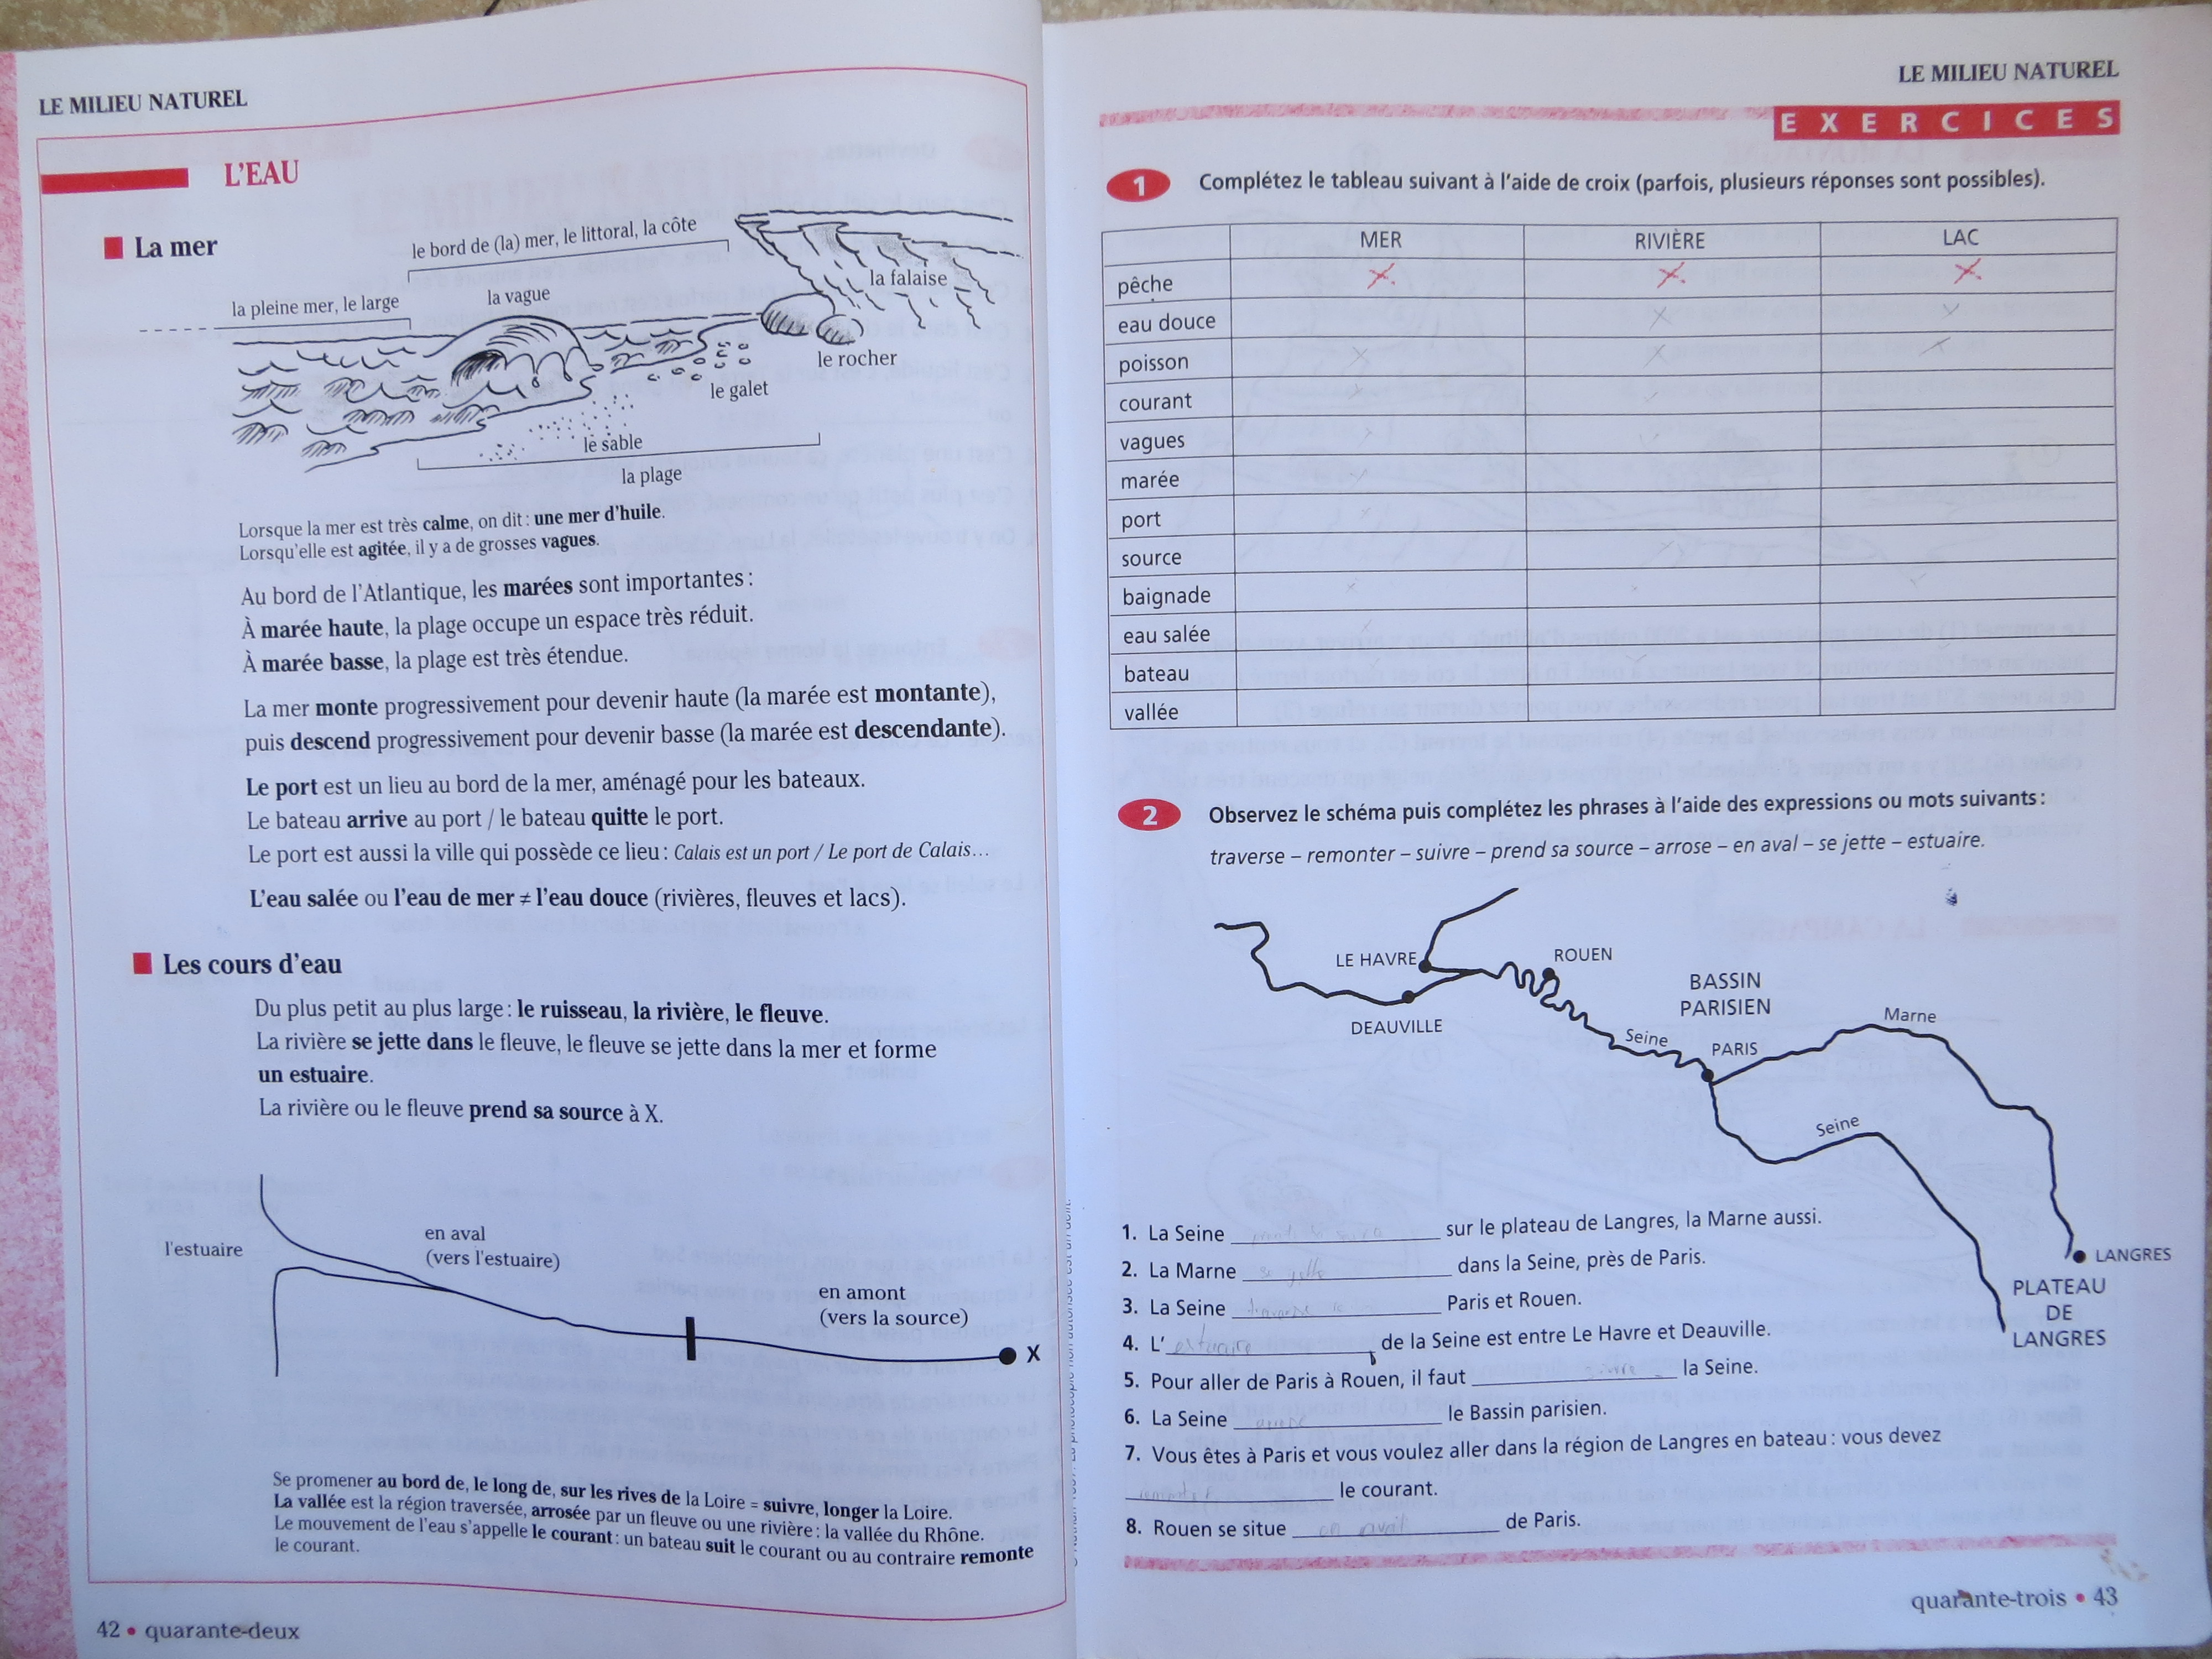 LE MILIEU NATUREL
L'EAU
La mer
le bord de (la) mer, le littoral, la côte
la falaise
la pleine mer, le large
la vague
le rocher
le galet
le sable
la plage
Lorsque la mer est très calme, on dit : une mer d'huile.
Lorsqu'elle est agitée, il y a de grosses vagues.
Au bord de l'Atlantique, les marées sont importantes :
À marée haute, la plage occupe un espace très réduit.
À marée basse, la plage est très étendue.
La mer monte progressivement pour devenir haute (la marée est montante),
puis descend progressivement pour devenir basse (la marée est descendante).
Le port est un lieu au bord de la mer, aménagé pour les bateaux.
Le bateau arrive au port / le bateau quitte le port.
Le port est aussi la ville qui possède ce lieu : Calais est un port / Le port de Calais...
L'eau salée ou l'eau de mer ≠ l'eau douce (rivières, fleuves et lacs).
Les cours d'eau
Du plus petit au plus large : le ruisseau, la rivière, le fleuve.
La rivière se jette dans le fleuve, le fleuve se jette dans la mer et forme
un estuaire.
La rivière ou le fleuve prend sa source à X.
l'estuaire
en aval
(vers l'estuaire)
en amont
(vers la source)
X
Se promener au bord de, le long de, sur les rives de la Loire = suivre, longer la Loire.
La vallée est la région traversée, arrosée par un fleuve ou une rivière : la vallée du Rhône.
Le mouvement de l'eau s'appelle le courant : un bateau suit le courant ou au contraire remonte
le courant.
42 • quarante-deux
LE MILIEU NATUREL
EXERCICES
1 Complétez le tableau suivant à l'aide de croix (parfois, plusieurs réponses sont possibles).
MER RIVIÈRE LAC
pêche X X X
eau douce
poisson
courant
vagues
marée
port
source
baignade
eau salée
bateau
vallée
2 Observez le schéma puis complétez les phrases à l'aide des expressions ou mots suivants :
traverse – remonter – suivre – prend sa source – arrose – en aval – se jette – estuaire.
LE HAVRE
ROUEN
DEAUVILLE
BASSIN
PARISIEN
Marne
Seine
PARIS
Seine
LANGRES
PLATEAU
DE
LANGRES
1. La Seine sur le plateau de Langres, la Marne aussi.
2. La Marne se jette dans la Seine, près de Paris.
3. La Seine traverse Paris et Rouen.
4. L'estuaire de la Seine est entre Le Havre et Deauville.
5. Pour aller de Paris à Rouen, il faut suivre la Seine.
6. La Seine le Bassin parisien.
7. Vous êtes à Paris et vous voulez aller dans la région de Langres en bateau : vous devez
le courant.
8. Rouen se situe en aval de Paris.
quarante-trois • 43